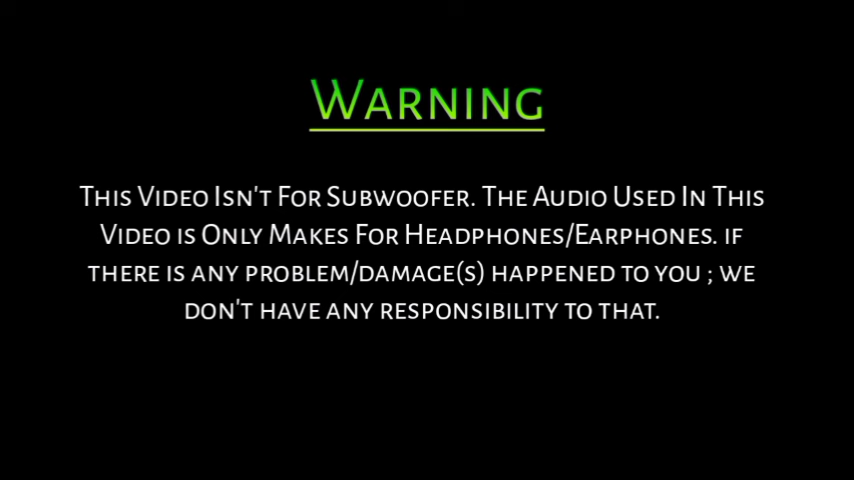 Warning
This Video Isn't For Subwoofer. The Audio Used In This
Video is Only Makes For Headphones/Earphones. if
there is any problem/damage(s) happened to you ; we
don't have any responsibility to that.